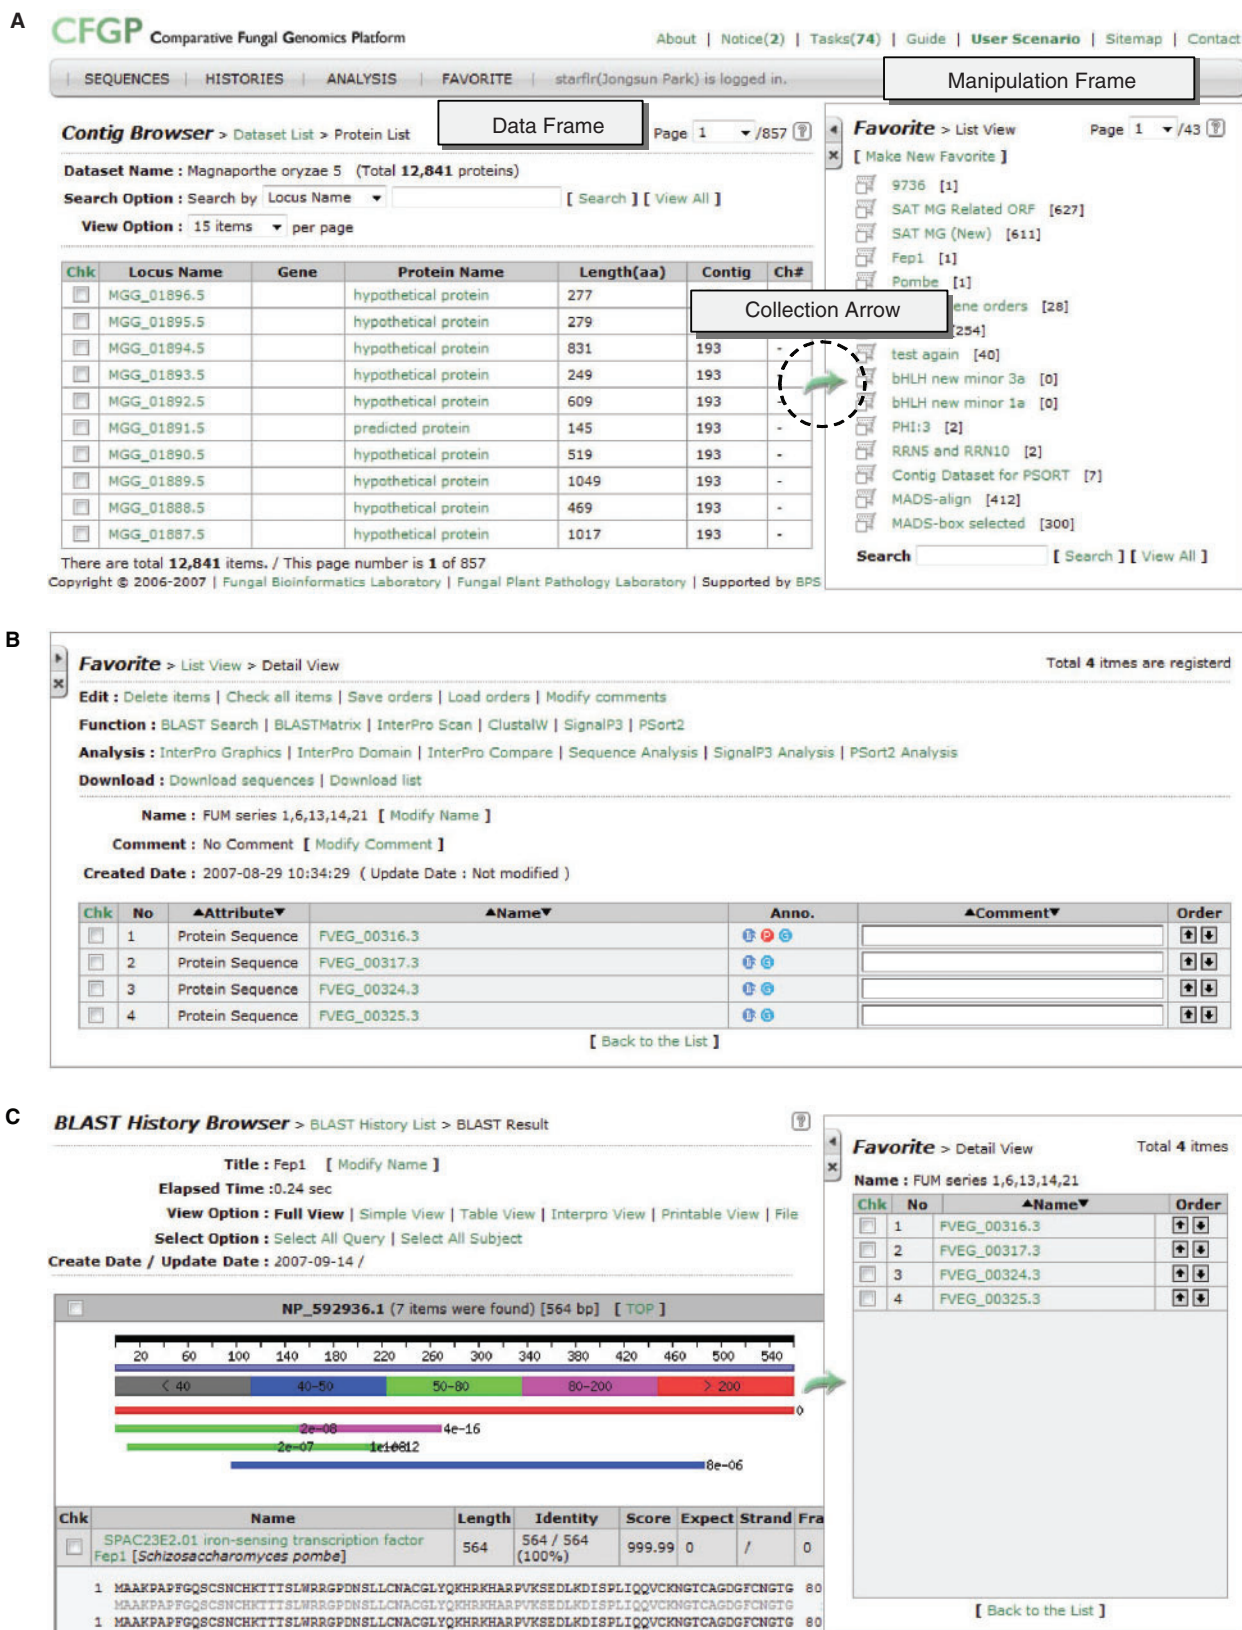 A
CFGP Comparative Fungal Genomics Platform
About | Notice(2) | Tasks(74) | Guide | User Scenario | Sitemap | Contact
| SEQUENCES | HISTORIES | ANALYSIS | FAVORITE | starflr(Jongsun Park) is logged in.
Manipulation Frame
Data Frame
Contig Browser > Dataset List > Protein List
Page 1 /857
Dataset Name : Magnaporthe oryzae 5 (Total 12,841 proteins)
Search Option : Search by Locus Name [ Search ] [ View All ]
View Option : 15 items per page
Chk Locus Name Gene Protein Name Length(aa) Contig Ch#
MGG_01896.5 hypothetical protein 277
MGG_01895.5 hypothetical protein 279
MGG_01894.5 hypothetical protein 831 193 -
MGG_01893.5 hypothetical protein 249 193 -
MGG_01892.5 hypothetical protein 609 193 -
MGG_01891.5 predicted protein 145 193 -
MGG_01890.5 hypothetical protein 519 193 -
MGG_01889.5 hypothetical protein 1049 193 -
MGG_01888.5 hypothetical protein 469 193 -
MGG_01887.5 hypothetical protein 1017 193 -
There are total 12,841 items. / This page number is 1 of 857
Copyright © 2006-2007 | Fungal Bioinformatics Laboratory | Fungal Plant Pathology Laboratory | Supported by BPS
Collection Arrow
Favorite > List View
Page 1 /43
[ Make New Favorite ]
9736 [1]
SAT MG Related ORF [627]
SAT MG (New) [611]
Fep1 [1]
Pombe [1]
ene orders [28]
[254]
test again [40]
bHLH new minor 3a [0]
bHLH new minor 1a [0]
PHI:3 [2]
RRN5 and RRN10 [2]
Contig Dataset for PSORT [7]
MADS-align [412]
MADS-box selected [300]
Search [ Search ] [ View All ]
B
Favorite > List View > Detail View
Total 4 itmes are registerd
Edit : Delete items | Check all items | Save orders | Load orders | Modify comments
Function : BLAST Search | BLASTMatrix | InterPro Scan | ClustalW | SignalP3 | PSort2
Analysis : InterPro Graphics | InterPro Domain | InterPro Compare | Sequence Analysis | SignalP3 Analysis | PSort2 Analysis
Download : Download sequences | Download list
Name : FUM series 1,6,13,14,21 [ Modify Name ]
Comment : No Comment [ Modify Comment ]
Created Date : 2007-08-29 10:34:29 ( Update Date : Not modified )
Chk No ▲Attribute▼ ▲Name▼ Anno. ▲Comment▼ Order
1 Protein Sequence FVEG_00316.3
2 Protein Sequence FVEG_00317.3
3 Protein Sequence FVEG_00324.3
4 Protein Sequence FVEG_00325.3
[ Back to the List ]
C
BLAST History Browser > BLAST History List > BLAST Result
Title : Fep1 [ Modify Name ]
Elapsed Time :0.24 sec
View Option : Full View | Simple View | Table View | Interpro View | Printable View | File
Select Option : Select All Query | Select All Subject
Create Date / Update Date : 2007-09-14 /
NP_592936.1 (7 items were found) [564 bp] [ TOP ]
20 60 100 140 180 220 260 300 340 380 420 460 500 540
< 40 40-50 50-80 80-200 > 200
0
2e-08 4e-16
2e-07
8e-06
Chk Name Length Identity Score Expect Strand Fra
SPAC23E2.01 iron-sensing transcription factor
Fep1 [Schizosaccharomyces pombe] 564 564 / 564 (100%) 999.99 0 / 0
1 MAAKPAPFGQSCSNCHKTTTSLWRRGPDNSLLCNACGLYQKHRKHARPVKSEDLKDISPLIQQVCKNGTCAGDGFCNGTG 80
MAAKPAPFGQSCSNCHKTTTSLWRRGPDNSLLCNACGLYQKHRKHARPVKSEDLKDISPLIQQVCKNGTCAGDGFCNGTG
1 MAAKPAPFGQSCSNCHKTTTSLWRRGPDNSLLCNACGLYQKHRKHARPVKSEDLKDISPLIQQVCKNGTCAGDGFCNGTG 80
Favorite > Detail View
Total 4 itmes
Name : FUM series 1,6,13,14,21
Chk No ▲Name▼ Order
1 FVEG_00316.3
2 FVEG_00317.3
3 FVEG_00324.3
4 FVEG_00325.3
[ Back to the List ]